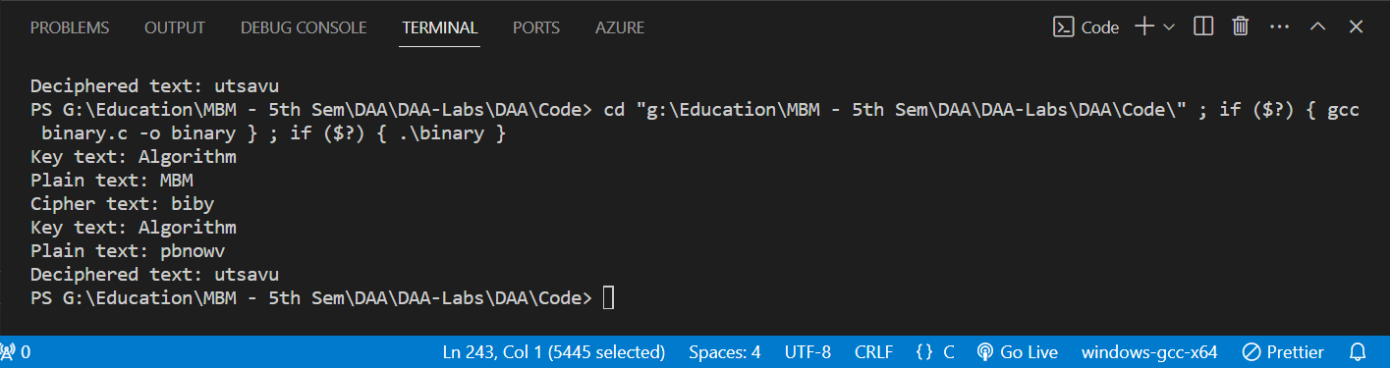 PROBLEMS OUTPUT DEBUG CONSOLE TERMINAL PORTS AZURE Code
Deciphered text: utsavu
PS G:\Education\MBM - 5th Sem\DAA\DAA-Labs\DAA\Code> cd "g:\Education\MBM - 5th Sem\DAA\DAA-Labs\DAA\Code\" ; if ($?) { gcc
binary.c -o binary } ; if ($?) { .\binary }
Key text: Algorithm
Plain text: MBM
Cipher text: biby
Key text: Algorithm
Plain text: pbnowv
Deciphered text: utsavu
PS G:\Education\MBM - 5th Sem\DAA\DAA-Labs\DAA\Code>
0 Ln 243, Col 1 (5445 selected) Spaces: 4 UTF-8 CRLF {} C Go Live windows-gcc-x64 Prettier